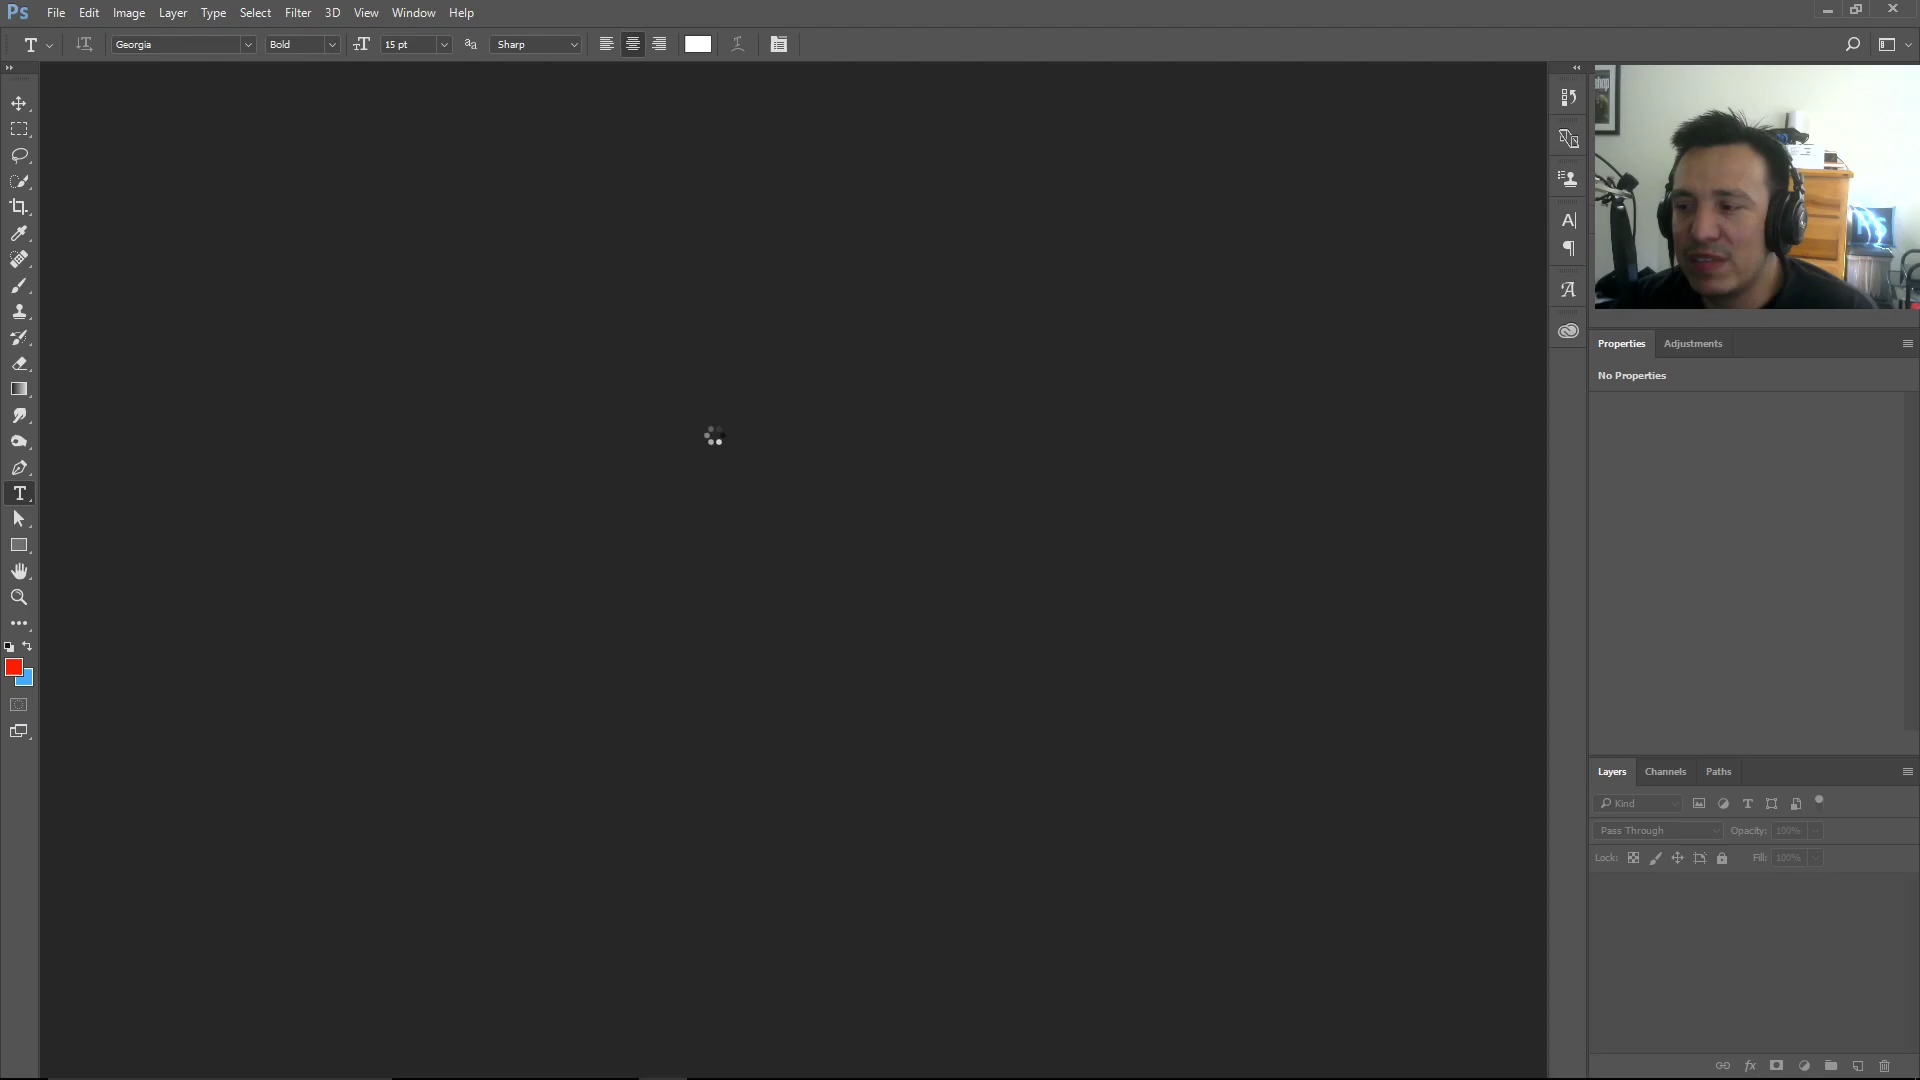 Ps File Edit Image Layer Type Select Filter 3D View Window Help
T Georgia Bold 15 pt Sharp
Properties Adjustments
No Properties
Layers Channels Paths
Kind
Pass Through Opacity: 100%
Lock: Fill: 100%